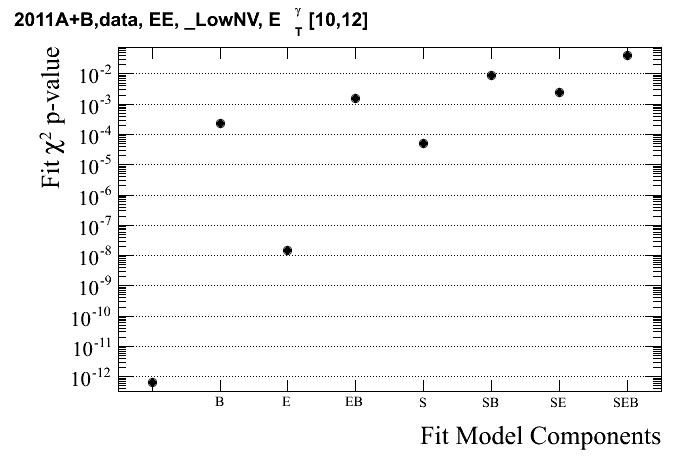 2011A+B,data, EE, _LowNV, E γ T [10,12]
Fit χ² p-value
10⁻²
10⁻³
10⁻⁴
10⁻⁵
10⁻⁶
10⁻⁷
10⁻⁸
10⁻⁹
10⁻¹⁰
10⁻¹¹
10⁻¹²
B E EB S SB SE SEB
Fit Model Components